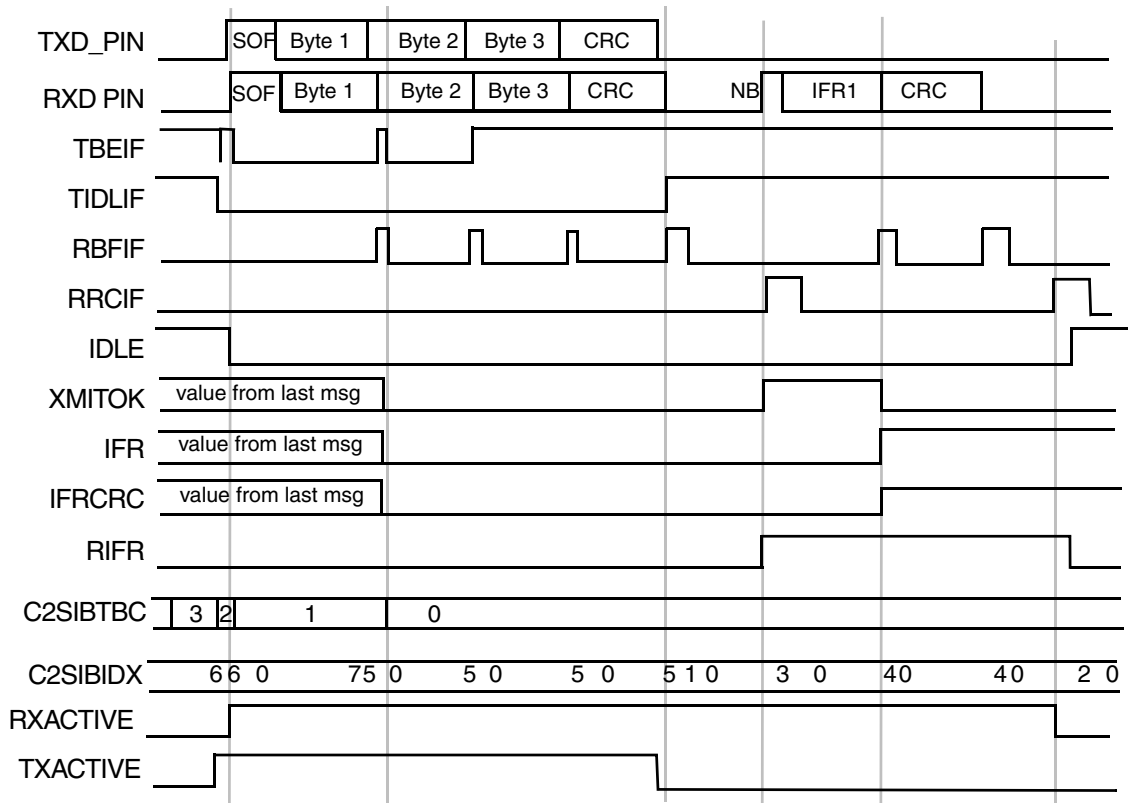 TXD_PIN SOF Byte 1 Byte 2 Byte 3 CRC
RXD PIN SOF Byte 1 Byte 2 Byte 3 CRC NB IFR1 CRC
TBEIF
TIDLIF
RBFIF
RRCIF
IDLE
XMITOK value from last msg
IFR value from last msg
IFRCRC value from last msg
RIFR
C2SIBTBC 3 2 1 0
C2SIBIDX 6 6 0 7 5 0 5 0 5 0 5 1 0 3 0 4 0 4 0 2 0
RXACTIVE
TXACTIVE